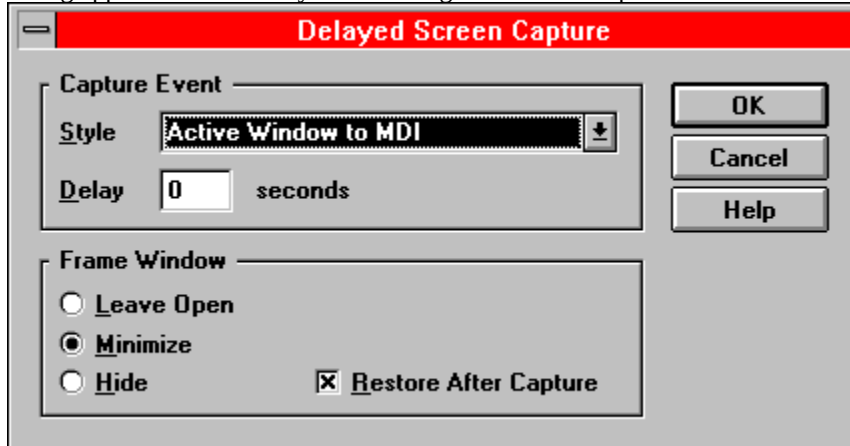 Delayed Screen Capture
Capture Event
Style Active Window to MDI
Delay 0 seconds
OK
Cancel
Help
Frame Window
Leave Open
Minimize
Hide
Restore After Capture